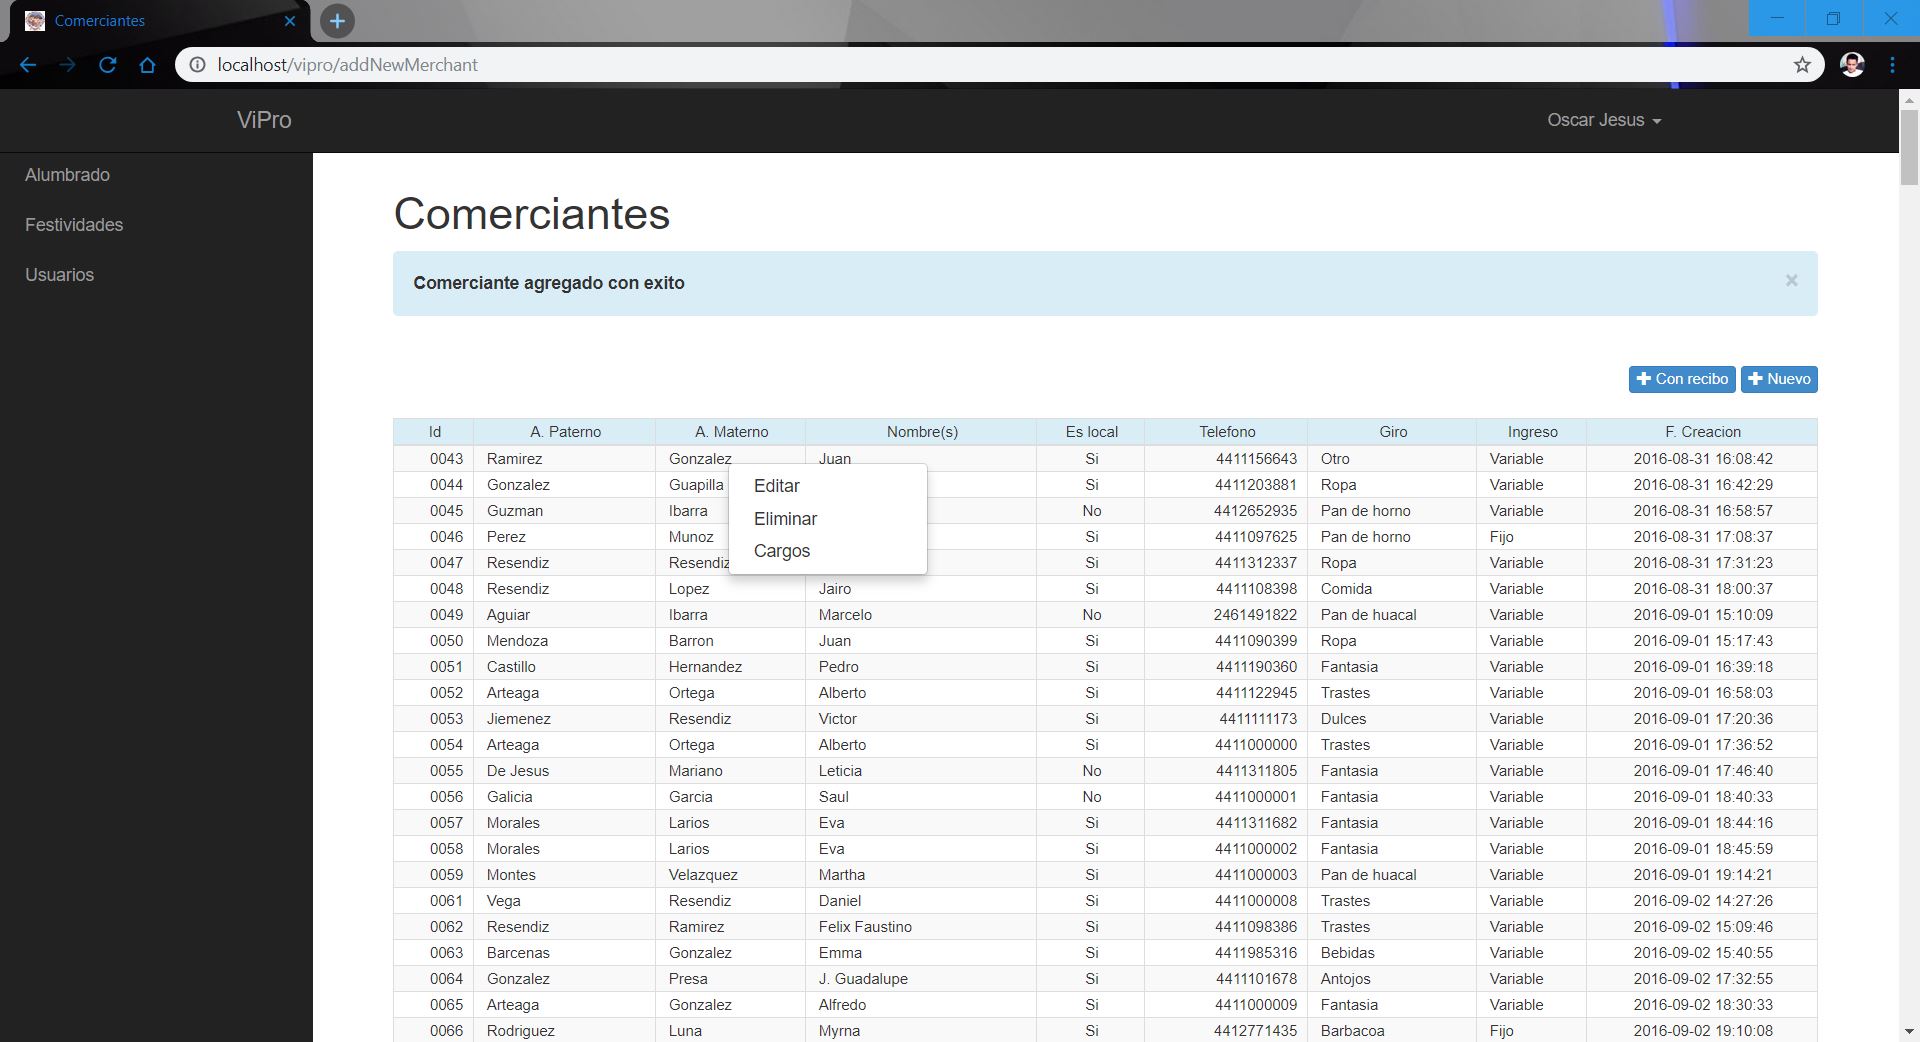 Comerciantes
localhost/vipro/addNewMerchant
ViPro Oscar Jesus
Alumbrado
Festividades
Usuarios
Comerciantes
Comerciante agregado con exito ×
Con recibo Nuevo
Id A. Paterno A. Materno Nombre(s) Es local Telefono Giro Ingreso F. Creacion
0043 Ramirez Gonzalez Juan Si 4411156643 Otro Variable 2016-08-31 16:08:42
0044 Gonzalez Guapilla Si 4411203881 Ropa Variable 2016-08-31 16:42:29
0045 Guzman Ibarra No 4412652935 Pan de horno Variable 2016-08-31 16:58:57
0046 Perez Munoz Si 4411097625 Pan de horno Fijo 2016-08-31 17:08:37
0047 Resendiz Resendiz Si 4411312337 Ropa Variable 2016-08-31 17:31:23
Editar
Eliminar
Cargos
0048 Resendiz Lopez Jairo Si 4411108398 Comida Variable 2016-08-31 18:00:37
0049 Aguiar Ibarra Marcelo No 2461491822 Pan de huacal Variable 2016-09-01 15:10:09
0050 Mendoza Barron Juan Si 4411090399 Ropa Variable 2016-09-01 15:17:43
0051 Castillo Hernandez Pedro Si 4411190360 Fantasia Variable 2016-09-01 16:39:18
0052 Arteaga Ortega Alberto Si 4411122945 Trastes Variable 2016-09-01 16:58:03
0053 Jiemenez Resendiz Victor Si 4411111173 Dulces Variable 2016-09-01 17:20:36
0054 Arteaga Ortega Alberto Si 4411000000 Trastes Variable 2016-09-01 17:36:52
0055 De Jesus Mariano Leticia No 4411311805 Fantasia Variable 2016-09-01 17:46:40
0056 Galicia Garcia Saul No 4411000001 Fantasia Variable 2016-09-01 18:40:33
0057 Morales Larios Eva Si 4411311682 Fantasia Variable 2016-09-01 18:44:16
0058 Morales Larios Eva Si 4411000002 Fantasia Variable 2016-09-01 18:45:59
0059 Montes Velazquez Martha Si 4411000003 Pan de huacal Variable 2016-09-01 19:14:21
0061 Vega Resendiz Daniel Si 4411000008 Trastes Variable 2016-09-02 14:27:26
0062 Resendiz Ramirez Felix Faustino Si 4411098386 Trastes Variable 2016-09-02 15:09:46
0063 Barcenas Gonzalez Emma Si 4411985316 Bebidas Variable 2016-09-02 15:40:55
0064 Gonzalez Presa J. Guadalupe Si 4411101678 Antojos Variable 2016-09-02 17:32:55
0065 Arteaga Gonzalez Alfredo Si 4411000009 Fantasia Variable 2016-09-02 18:30:33
0066 Rodriguez Luna Myrna Si 4412771435 Barbacoa Fijo 2016-09-02 19:10:08